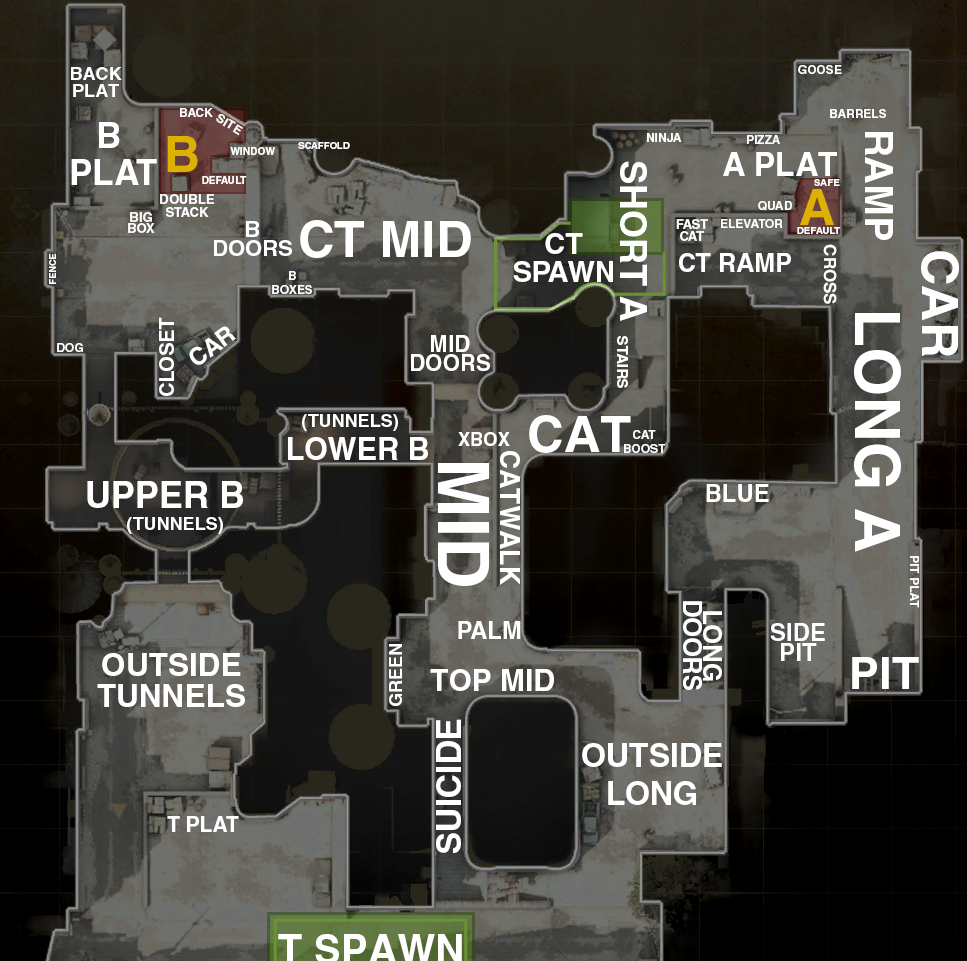 BACK
PLAT
B
PLAT
BACK SITE
B
WINDOW
DEFAULT
DOUBLE
STACK
BIG
BOX
SCAFFOLD
B
DOORS
CT MID
B
BOXES
FENCE
DOG
CLOSET
CAR
GOOSE
BARRELS
NINJA
PIZZA
A PLAT
SAFE
QUAD
A
DEFAULT
RAMP
SHORT A
CT
SPAWN
FAST
CAT
ELEVATOR
CT RAMP
CROSS
CAR
LONG A
MID
DOORS
STAIRS
(TUNNELS)
LOWER B
XBOX
CAT
CAT
BOOST
MID
CATWALK
UPPER B
(TUNNELS)
BLUE
PIT PLAT
LONG
DOORS
SIDE
PIT
PIT
PALM
GREEN
TOP MID
OUTSIDE
TUNNELS
SUICIDE
OUTSIDE
LONG
T PLAT
T SPAWN